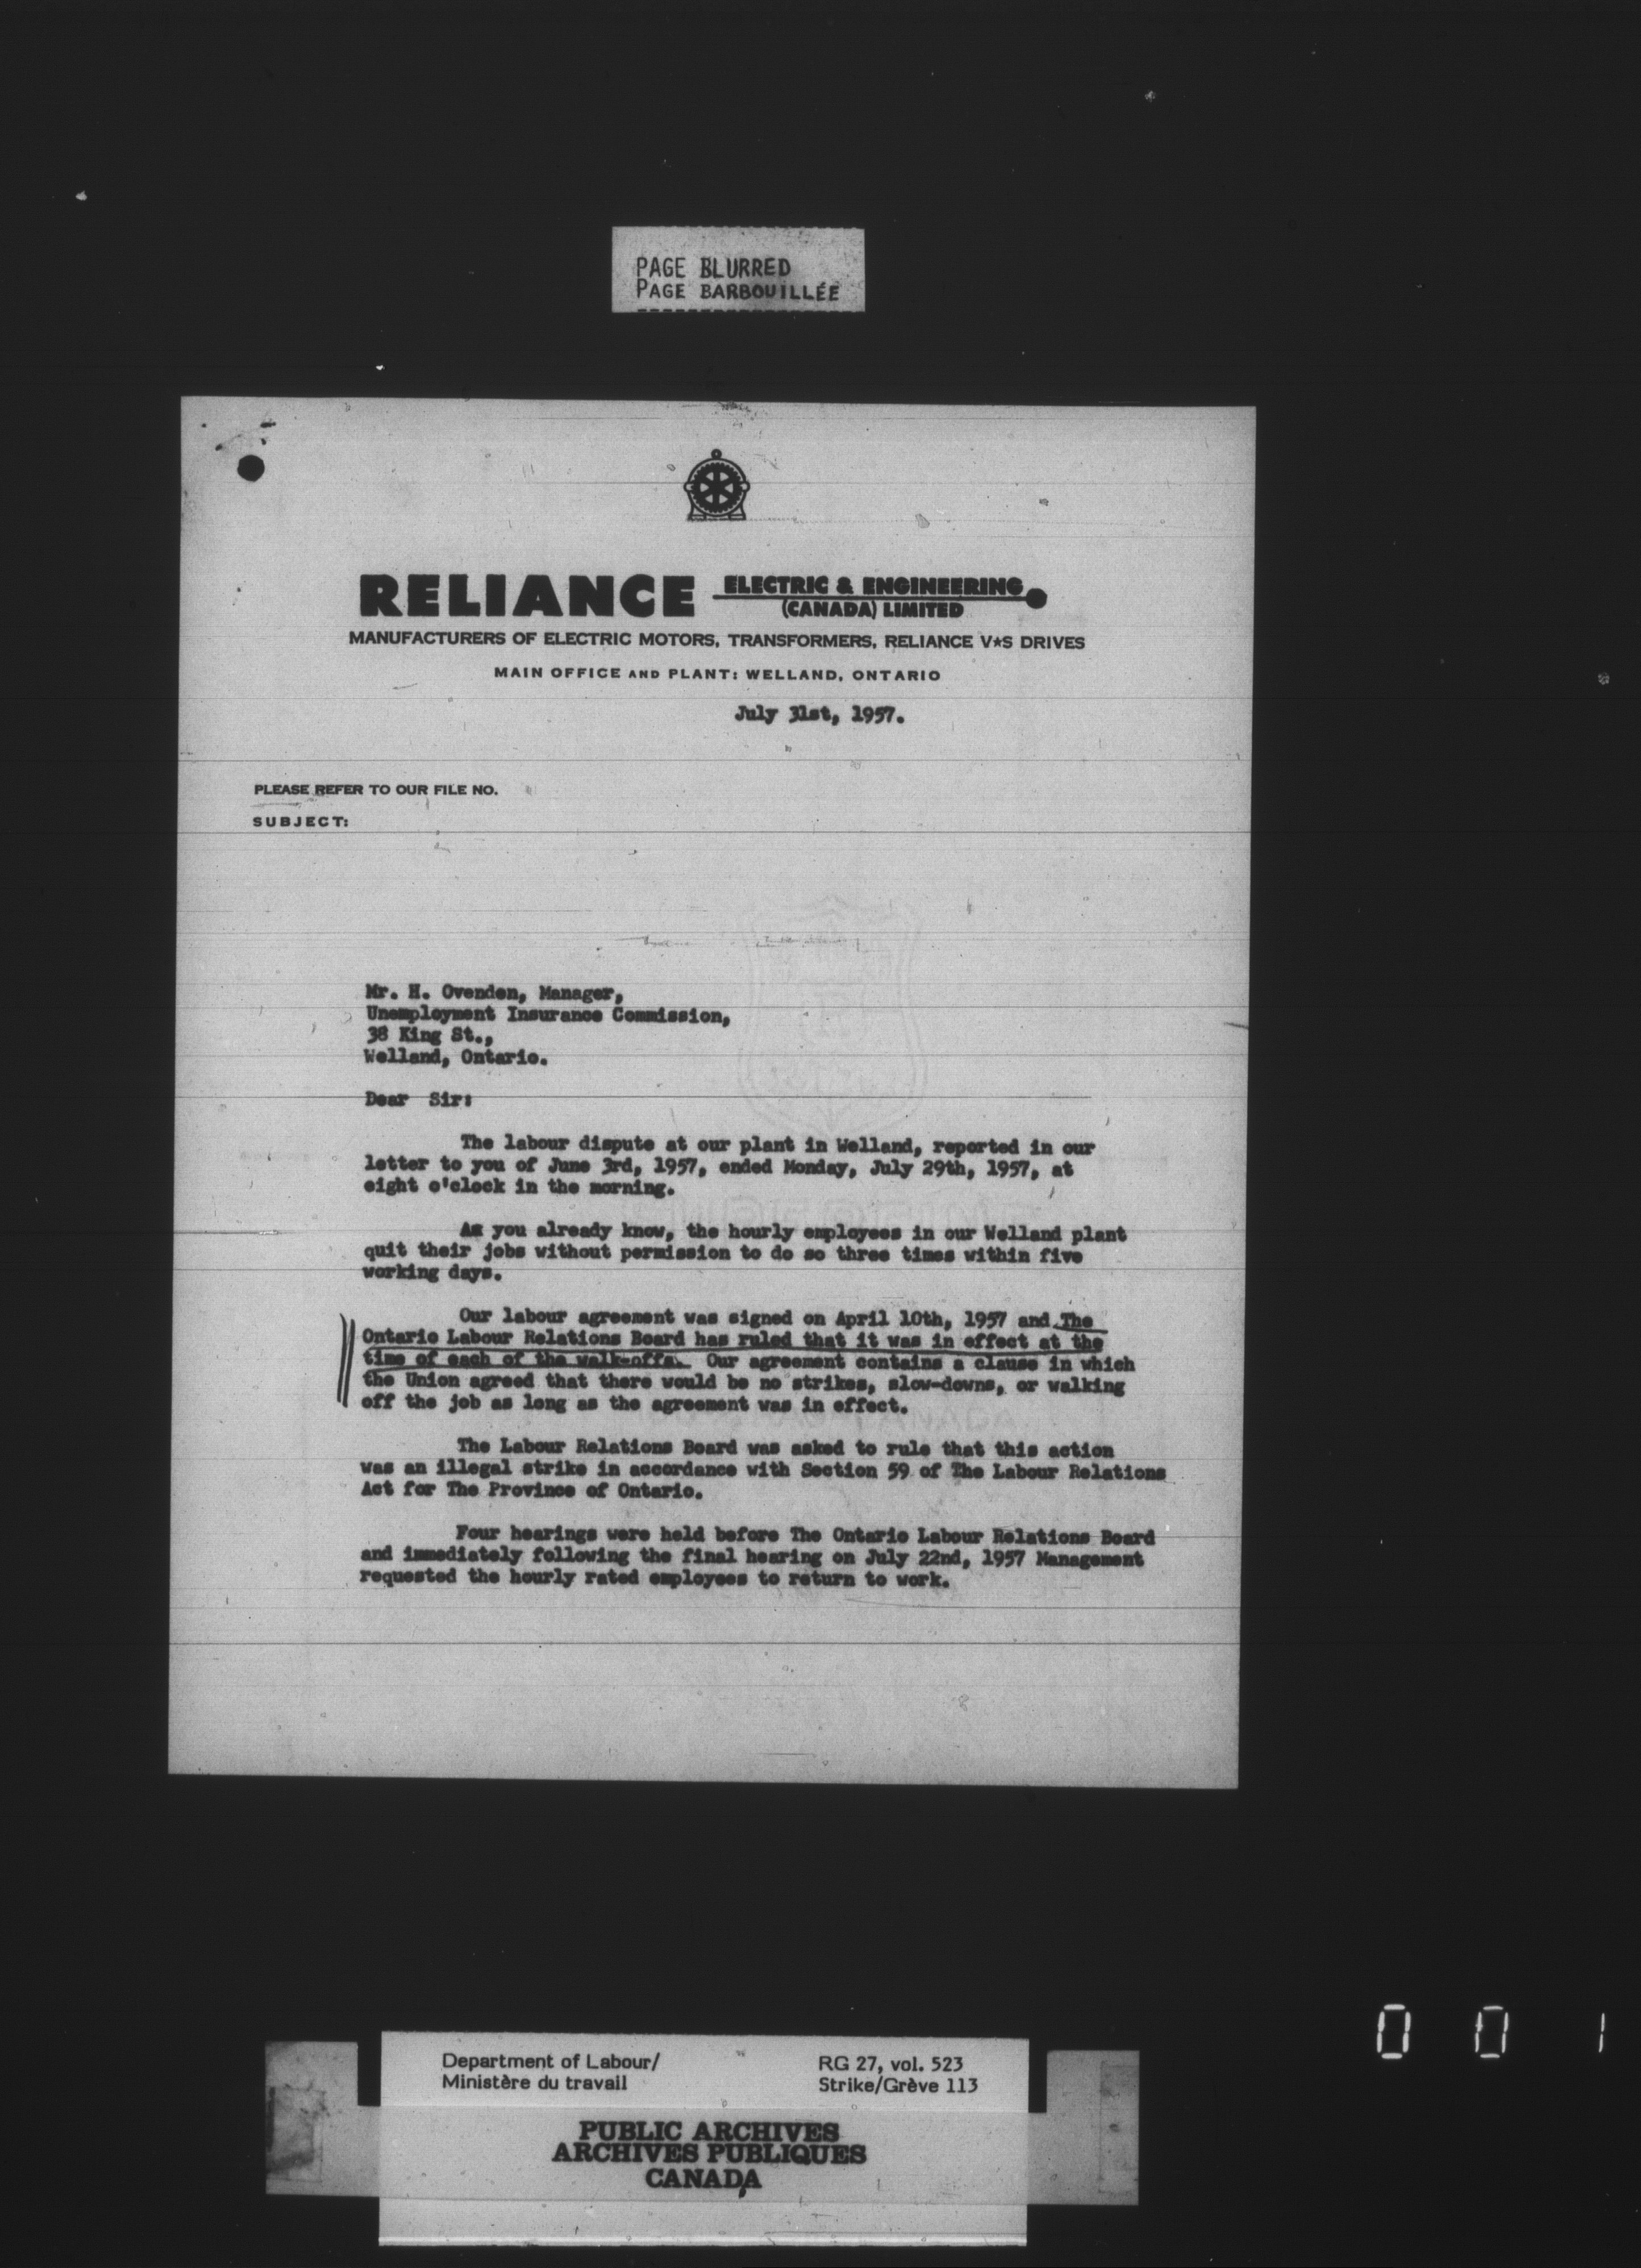 PAGE BLURRED
PAGE BARBOUILLÉE
RELIANCE ELECTRIC & ENGINEERING
(CANADA) LIMITED
MANUFACTURERS OF ELECTRIC MOTORS, TRANSFORMERS, RELIANCE V★S DRIVES
MAIN OFFICE AND PLANT: WELLAND, ONTARIO
July 31st, 1957.
PLEASE REFER TO OUR FILE NO.
SUBJECT:
Mr. H. Ovenden, Manager,
Unemployment Insurance Commission,
38 King St.,
Welland, Ontario.
Dear Sir:
The labour dispute at our plant in Welland, reported in our
letter to you of June 3rd, 1957, ended Monday, July 29th, 1957, at
eight o'clock in the morning.
As you already know, the hourly employees in our Welland plant
quit their jobs without permission to do so three times within five
working days.
Our labour agreement was signed on April 10th, 1957 and The
Ontario Labour Relations Board has ruled that it was in effect at the
time of each of the walk-offs. Our agreement contains a clause in which
the Union agreed that there would be no strikes, slow-downs, or walking
off the job as long as the agreement was in effect.
The Labour Relations Board was asked to rule that this action
was an illegal strike in accordance with Section 59 of The Labour Relations
Act for The Province of Ontario.
Four hearings were held before The Ontario Labour Relations Board
and immediately following the final hearing on July 22nd, 1957 Management
requested the hourly rated employees to return to work.
Department of Labour/
Ministère du travail
RG 27, vol. 523
Strike/Grève 113
PUBLIC ARCHIVES
ARCHIVES PUBLIQUES
CANADA
0 0 1